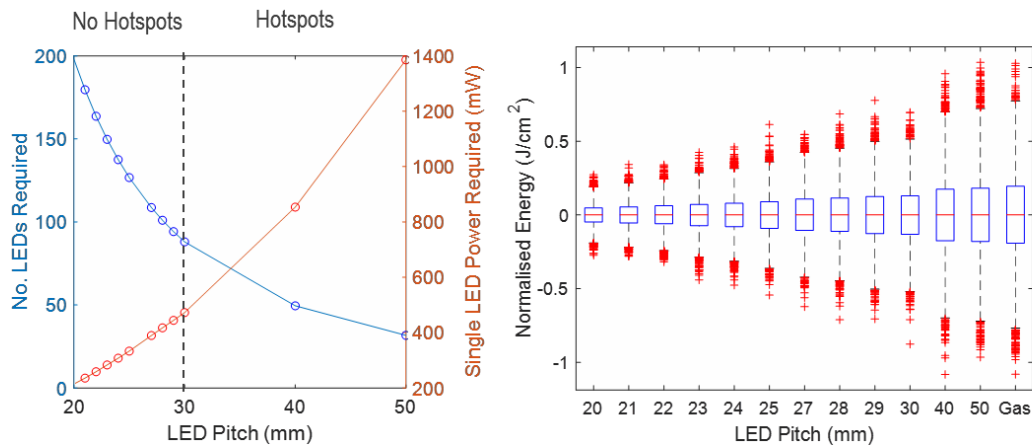 No Hotspots Hotspots
200
150
100
50
0
No. LEDs Required
1400
1200
1000
800
600
400
200
Single LED Power Required (mW)
20 30 40 50
LED Pitch (mm)
1
0.5
0
-0.5
-1
Normalised Energy (J/cm²)
20 21 22 23 24 25 27 28 29 30 40 50 Gas
LED Pitch (mm)